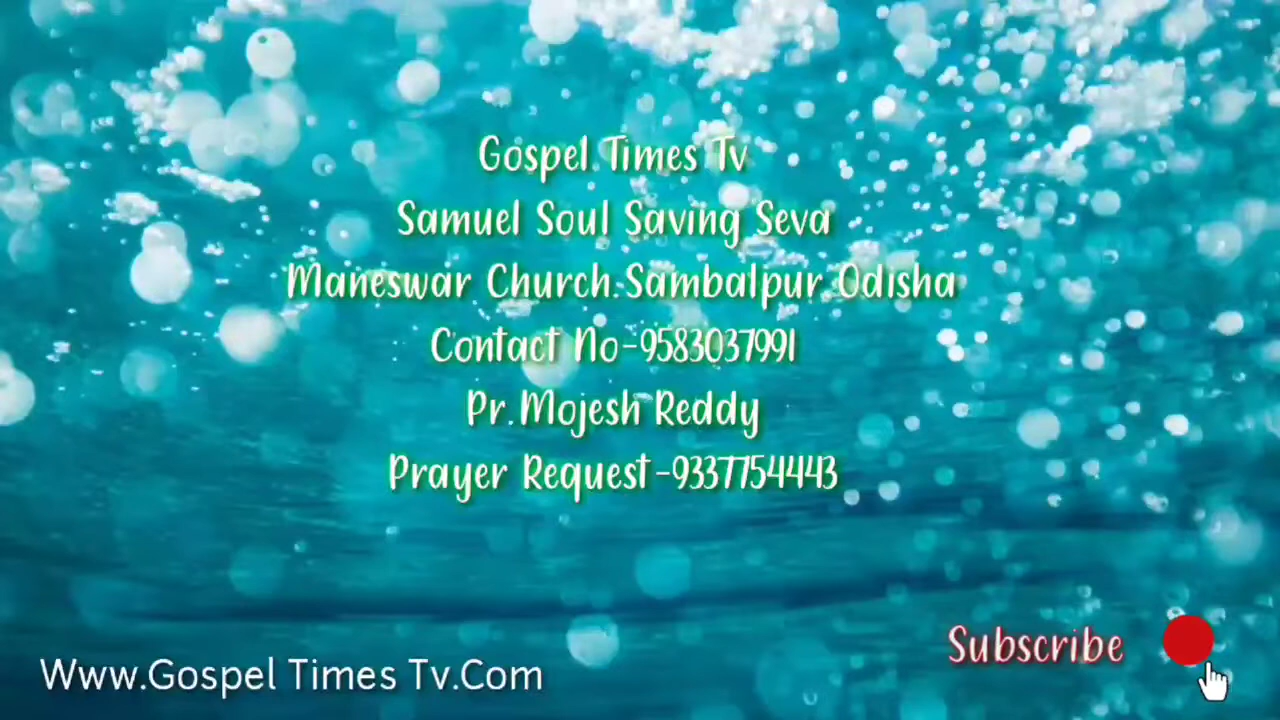 Gospel.Times Tv
Samuel Soul Saving Seva
Maneswar Church.Sambalpur.Odisha
Contact No-9583037991
Pr.Mojesh Reddy
Prayer Request-9337754443
Subscribe
Www.Gospel Times Tv.Com